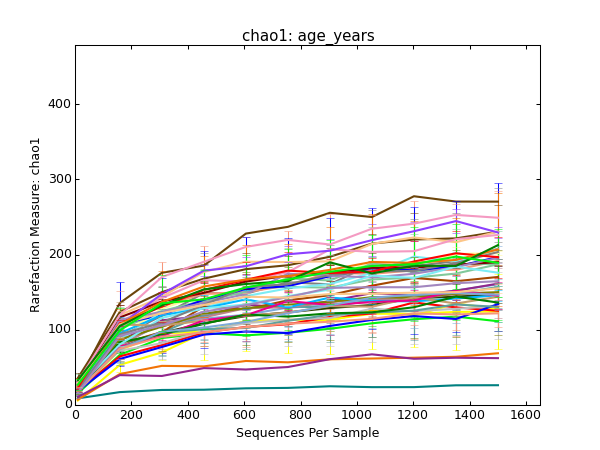 chao1: age_years
Rarefaction Measure: chao1
400
300
200
100
0
0 200 400 600 800 1000 1200 1400 1600
Sequences Per Sample